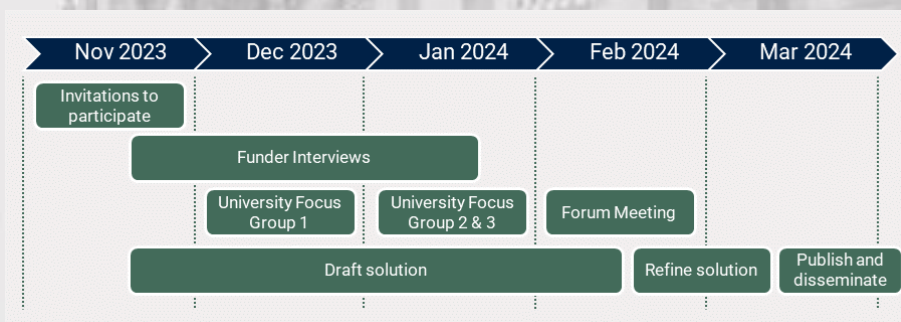 Nov 2023
Dec 2023
Jan 2024
Feb 2024
Mar 2024
Invitations to
participate
Funder Interviews
University Focus
Group 1
University Focus
Group 2 & 3
Forum Meeting
Draft solution
Refine solution
Publish and
disseminate